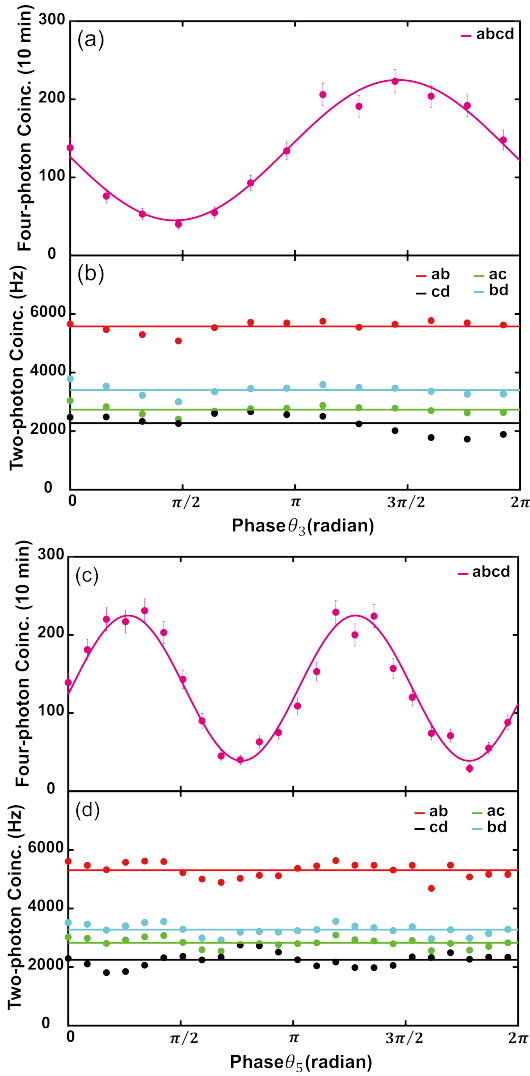 (a)
abcd
Four-photon Coinc. (10 min)
300
200
100
0
(b)
ab ac
cd bd
Two-photon Coinc. (Hz)
6000
4000
2000
0
0 π/2 π 3π/2 2π
Phase θ₃ (radian)
(c)
abcd
Four-photon Coinc. (10 min)
300
200
100
0
(d)
ab ac
cd bd
Two-photon Coinc. (Hz)
6000
4000
2000
0
0 π/2 π 3π/2 2π
Phase θ₅ (radian)